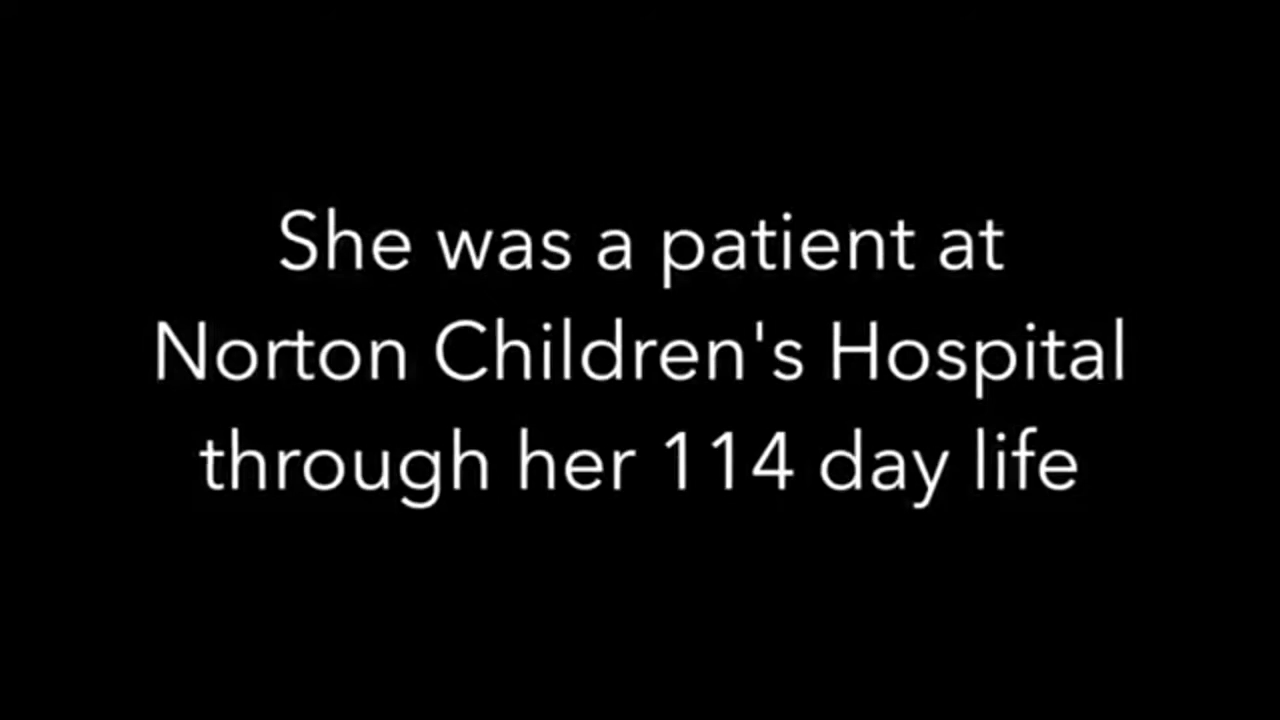 She was a patient at
Norton Children's Hospital
through her 114 day life